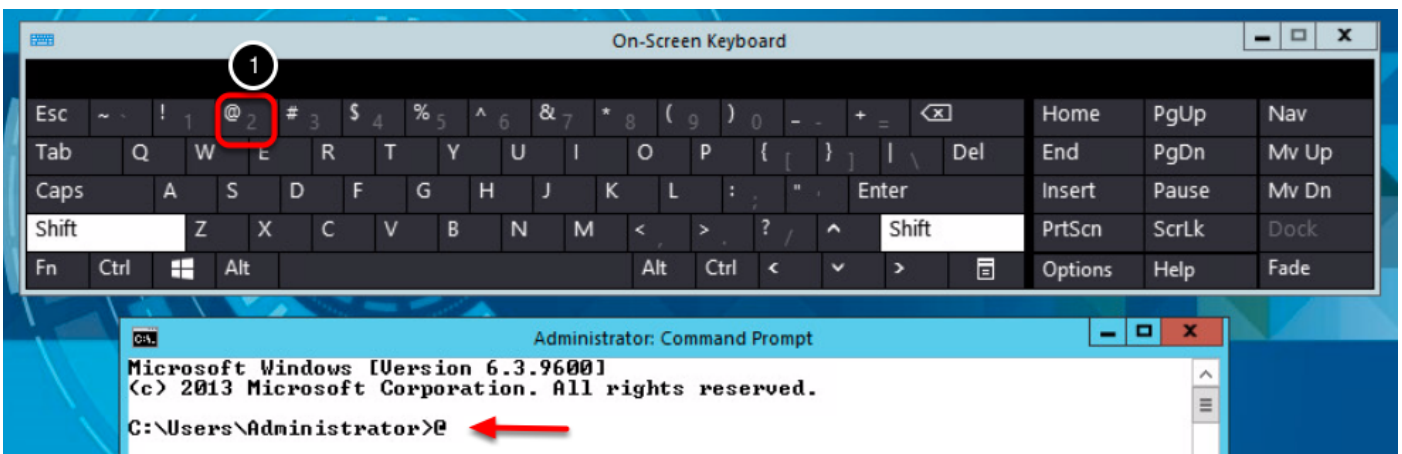 On-Screen Keyboard
1
Esc ~ ` ! 1 @ 2 # 3 $ 4 % 5 ^ 6 & 7 * 8 ( 9 ) 0 _ - + = Home PgUp Nav
Tab Q W E R T Y U I O P { [ } ] | \ Del End PgDn Mv Up
Caps A S D F G H J K L : ; " ' Enter Insert Pause Mv Dn
Shift Z X C V B N M < , > . ? / ^ Shift PrtScn ScrLk Dock
Fn Ctrl Alt Alt Ctrl < v > Options Help Fade
C:\. Administrator: Command Prompt
Microsoft Windows [Version 6.3.9600]
(c) 2013 Microsoft Corporation. All rights reserved.
C:\Users\Administrator>@